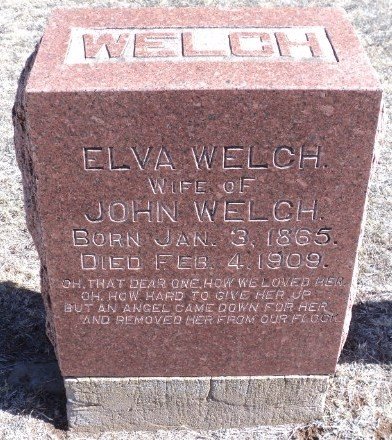 WELCH
ELVA WELCH.
WIFE OF
JOHN WELCH.
BORN JAN. 3, 1865.
DIED FEB. 4, 1909.
OH, THAT DEAR ONE, HOW WE LOVED HER
OH, HOW HARD TO GIVE HER UP
BUT AN ANGEL CAME DOWN FOR HER
AND REMOVED HER FROM OUR FLOCK